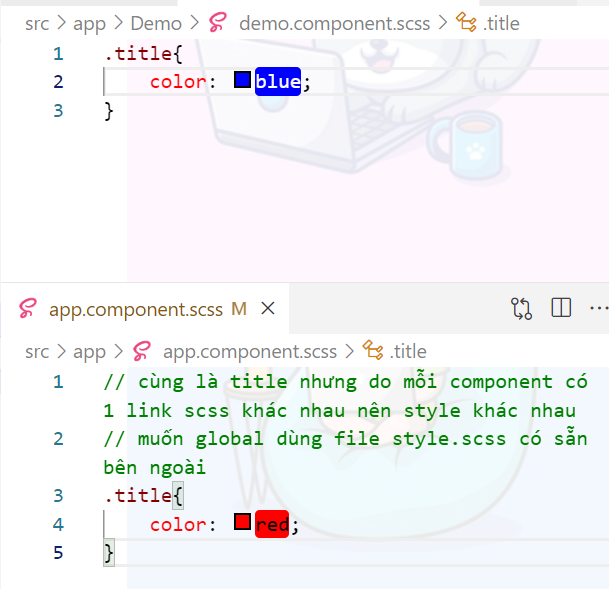 src > app > Demo > demo.component.scss > .title
1 .title{
2 color: blue;
3 }
app.component.scss M
src > app > app.component.scss > .title
1 // cùng là title nhưng do mỗi component có
1 link scss khác nhau nên style khác nhau
2 // muốn global dùng file style.scss có sẵn
bên ngoài
3 .title{
4 color: red;
5 }